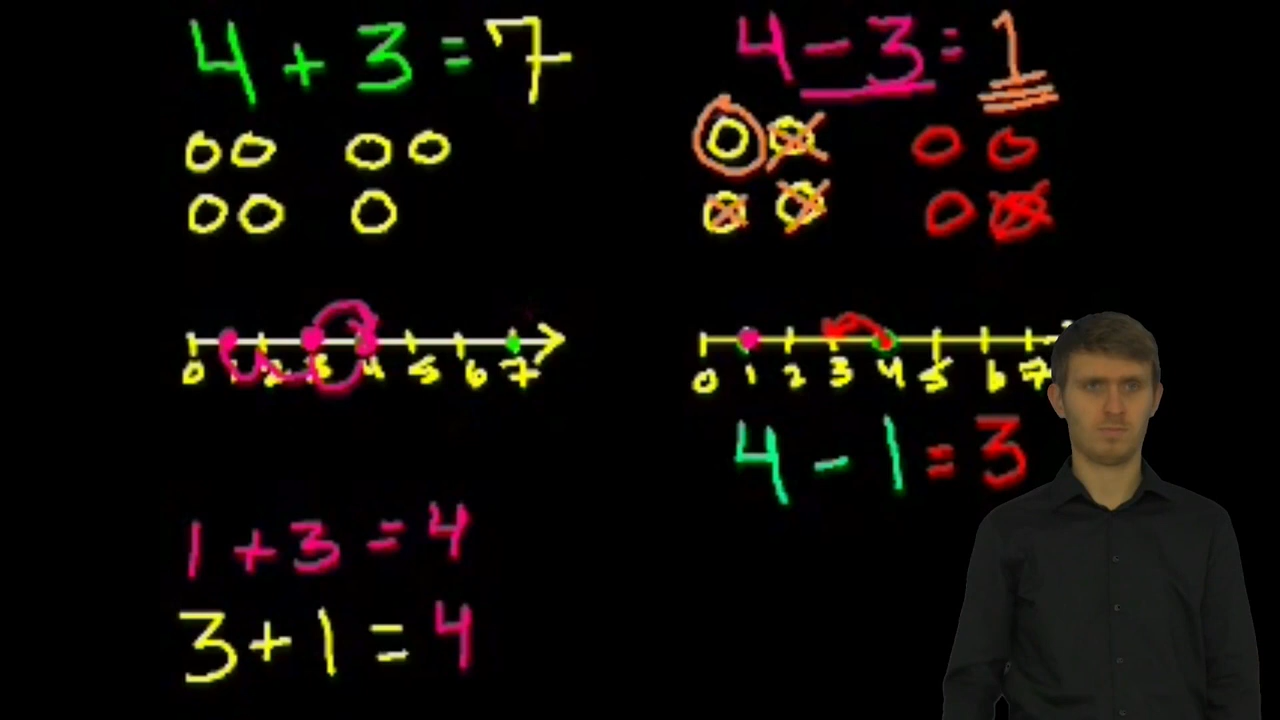 4 + 3 = 7
0 1 2 3 4 5 6 7
1 + 3 = 4
3 + 1 = 4
4 - 3 = 1
0 1 2 3 4 5 6 7
4 - 1 = 3